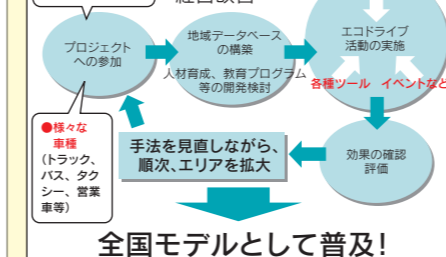 プロジェクト
への参加
地域データベース
の構築
人材育成、教育プログラム
等の開発検討
エコドライブ
活動の実施
各種ツール イベントなど
●様々な
車種
(トラック、
バス、タク
シー、営業
車等)
手法を見直しながら、
順次、エリアを拡大
効果の確認
評価
全国モデルとして普及!